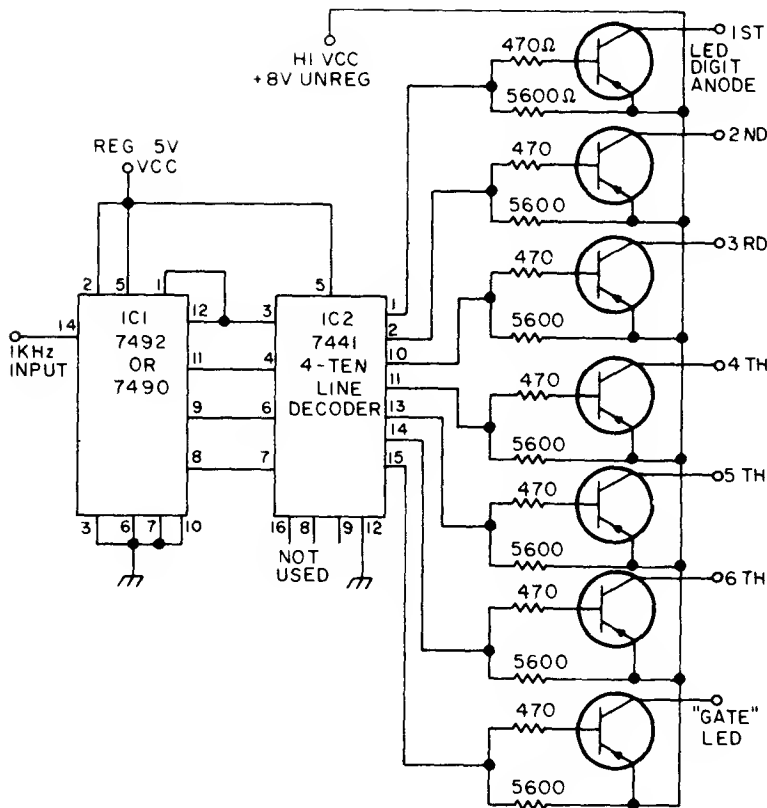 HI VCC
+8V UNREG
470Ω
5600Ω
1ST
LED
DIGIT
ANODE
REG 5V
VCC
470
5600
2ND
470
5600
3RD
2
5
1
5
14
1KHz
INPUT
IC1
7492
OR
7490
12
11
9
8
3
6
7
10
3
4
6
7
IC2
7441
4-TEN
LINE
DECODER
1
2
10
11
13
14
15
16
8
9
12
NOT
USED
470
5600
4TH
470
5600
5TH
470
5600
6TH
470
5600
"GATE"
LED